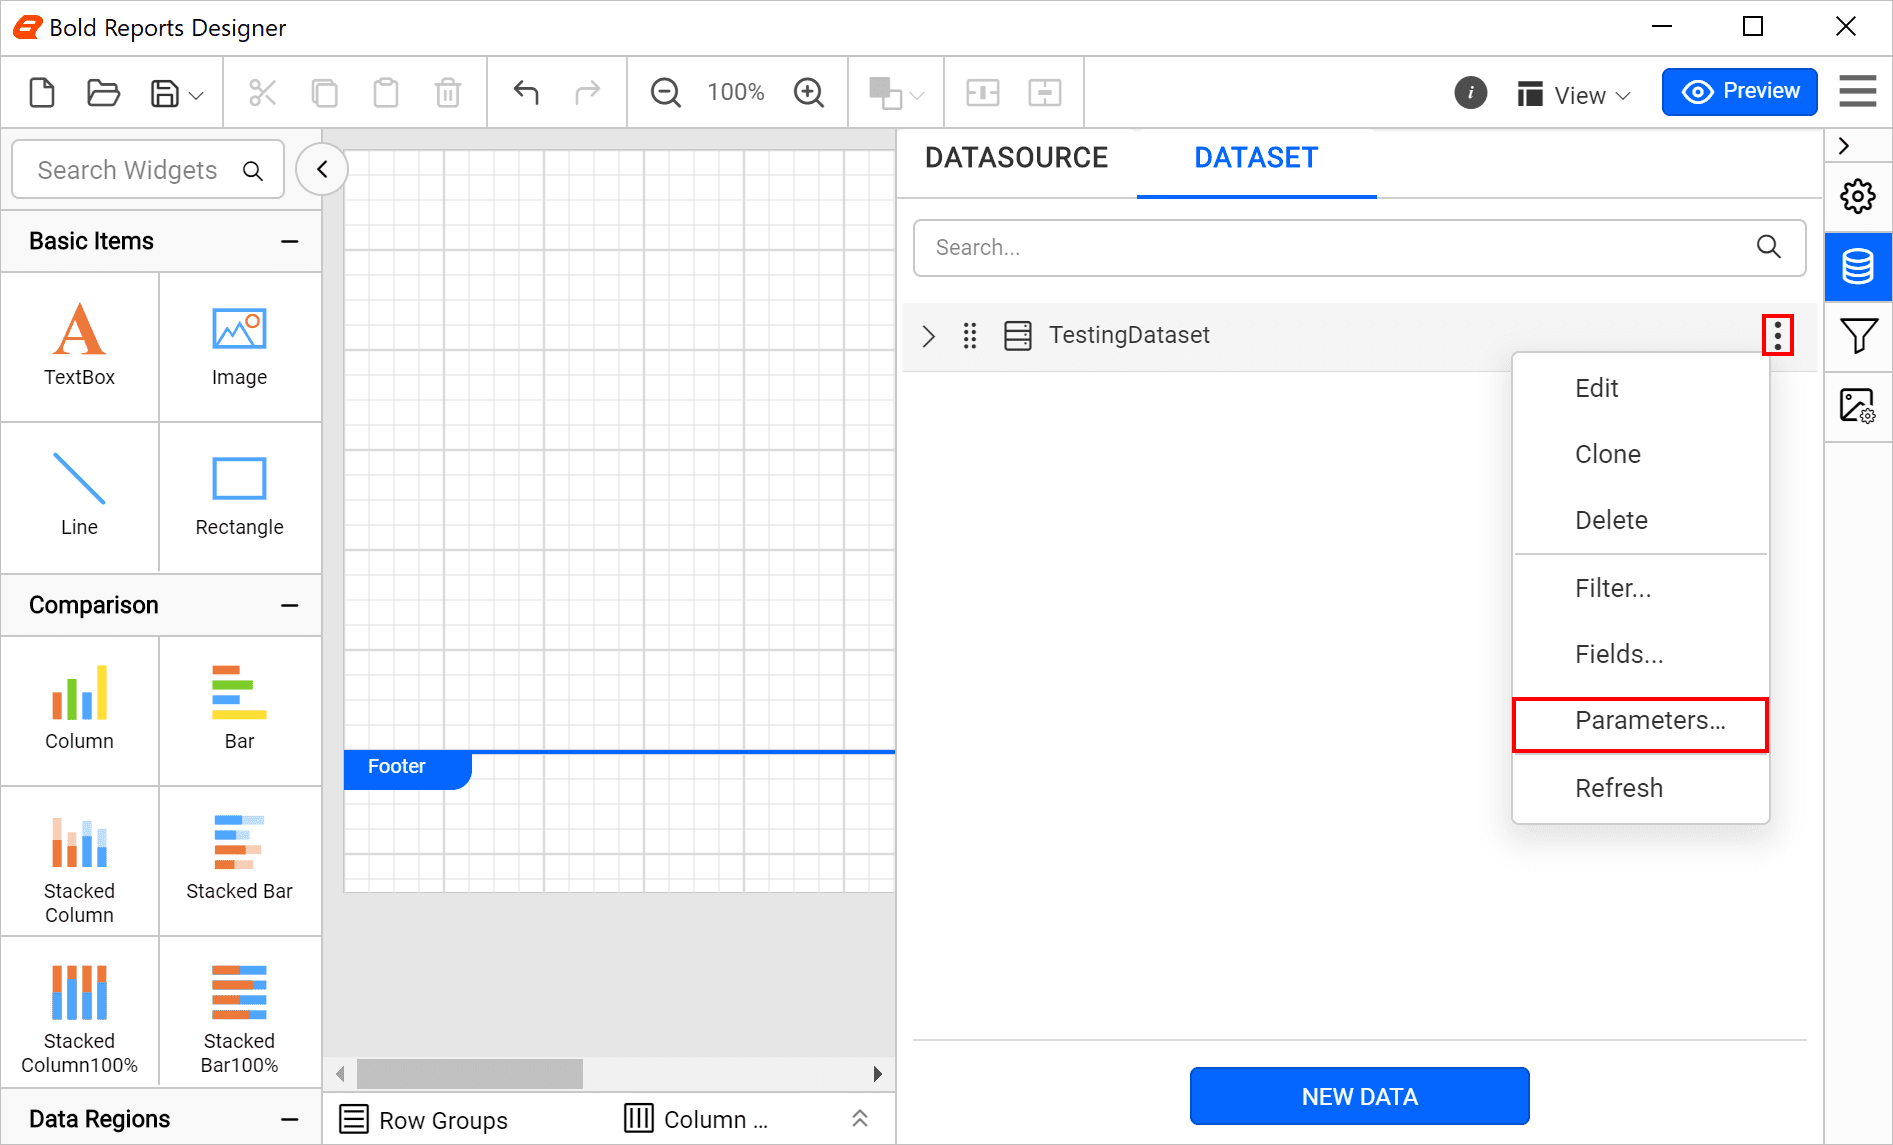 Bold Reports Designer
100%
i
View
Preview
Search Widgets
Basic Items
TextBox
Image
Line
Rectangle
Comparison
Column
Bar
Stacked
Column
Stacked Bar
Stacked
Column100%
Stacked
Bar100%
Data Regions
Footer
Row Groups
Column ...
DATASOURCE
DATASET
Search...
TestingDataset
Edit
Clone
Delete
Filter...
Fields...
Parameters...
Refresh
NEW DATA